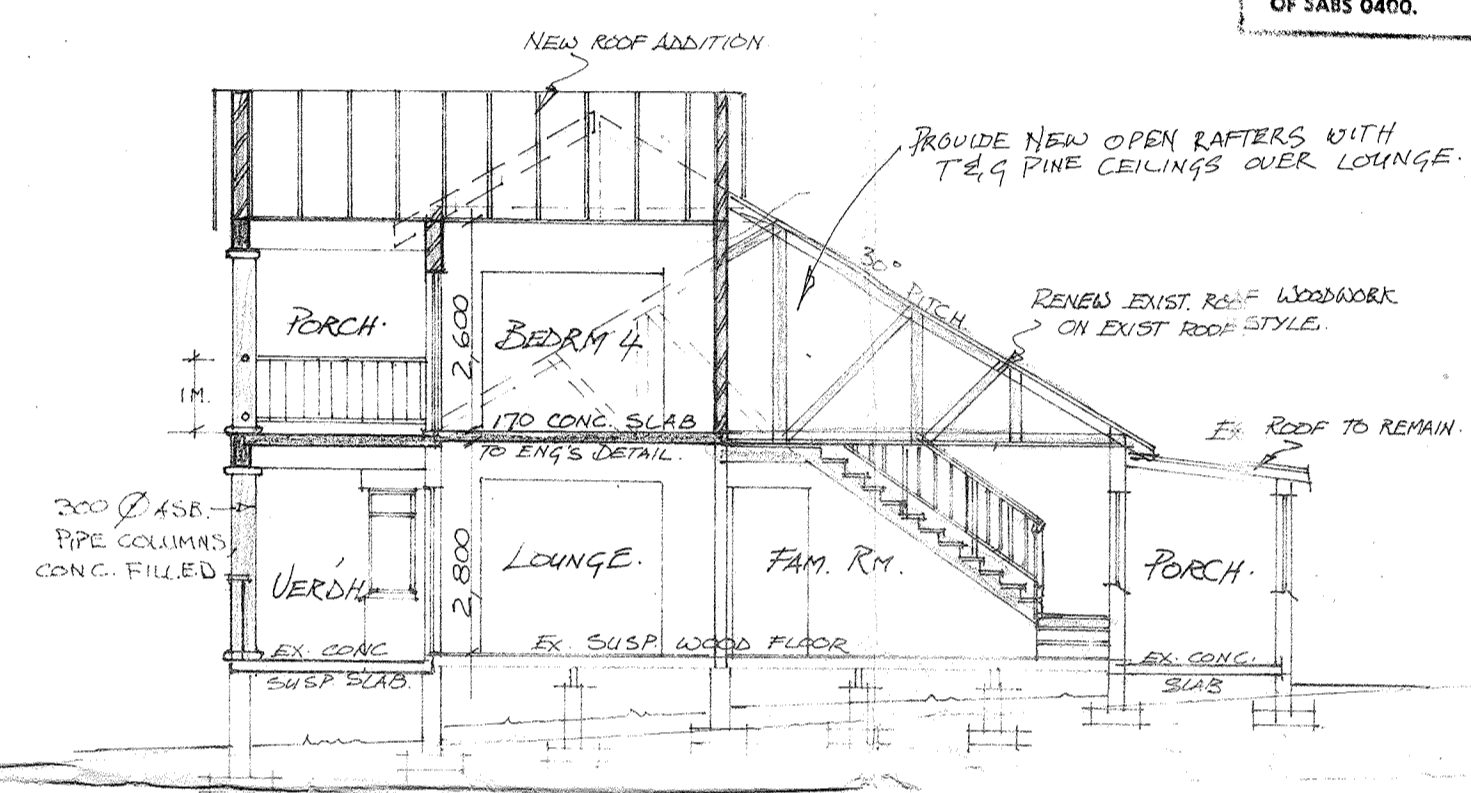 OF SABS 0400.
NEW ROOF ADDITION
PROVIDE NEW OPEN RAFTERS WITH
T&G PINE CEILINGS OVER LOUNGE.
30° PITCH
RENEW EXIST. ROOF WOODWORK
ON EXIST ROOF STYLE.
PORCH.
2,600
BEDRM 4.
1M.
170 CONC. SLAB
TO ENG'S DETAIL.
EX ROOF TO REMAIN.
300 Ø ASB.
PIPE COLUMNS
CONC. FILLED
VERD'H
2 800
LOUNGE.
FAM. RM.
PORCH.
EX. CONC
SUSP. SLAB.
EX. SUSP. WOOD FLOOR
EX. CONC.
SLAB